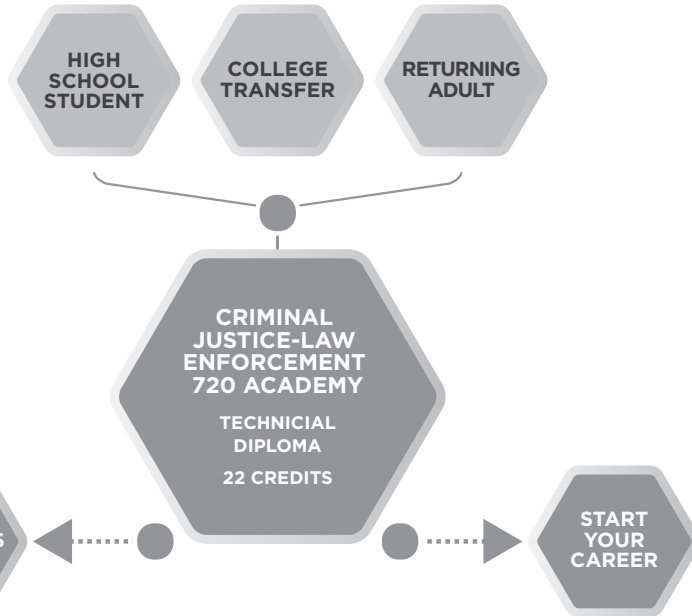 HIGH
SCHOOL
STUDENT
COLLEGE
TRANSFER
RETURNING
ADULT
CRIMINAL
JUSTICE-LAW
ENFORCEMENT
720 ACADEMY
TECHNICIAL
DIPLOMA
22 CREDITS
START
YOUR
CAREER